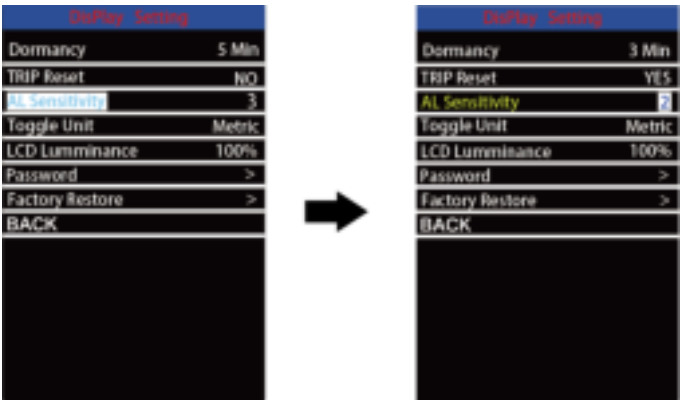 DisPlay Setting
Dormancy 5 Min
TRIP Reset NO
AL Sensitivity 3
Toggle Unit Metric
LCD Lumminance 100%
Password >
Factory Restore >
BACK
DisPlay Setting
Dormancy 3 Min
TRIP Reset YES
AL Sensitivity 2
Toggle Unit Metric
LCD Lumminance 100%
Password >
Factory Restore >
BACK